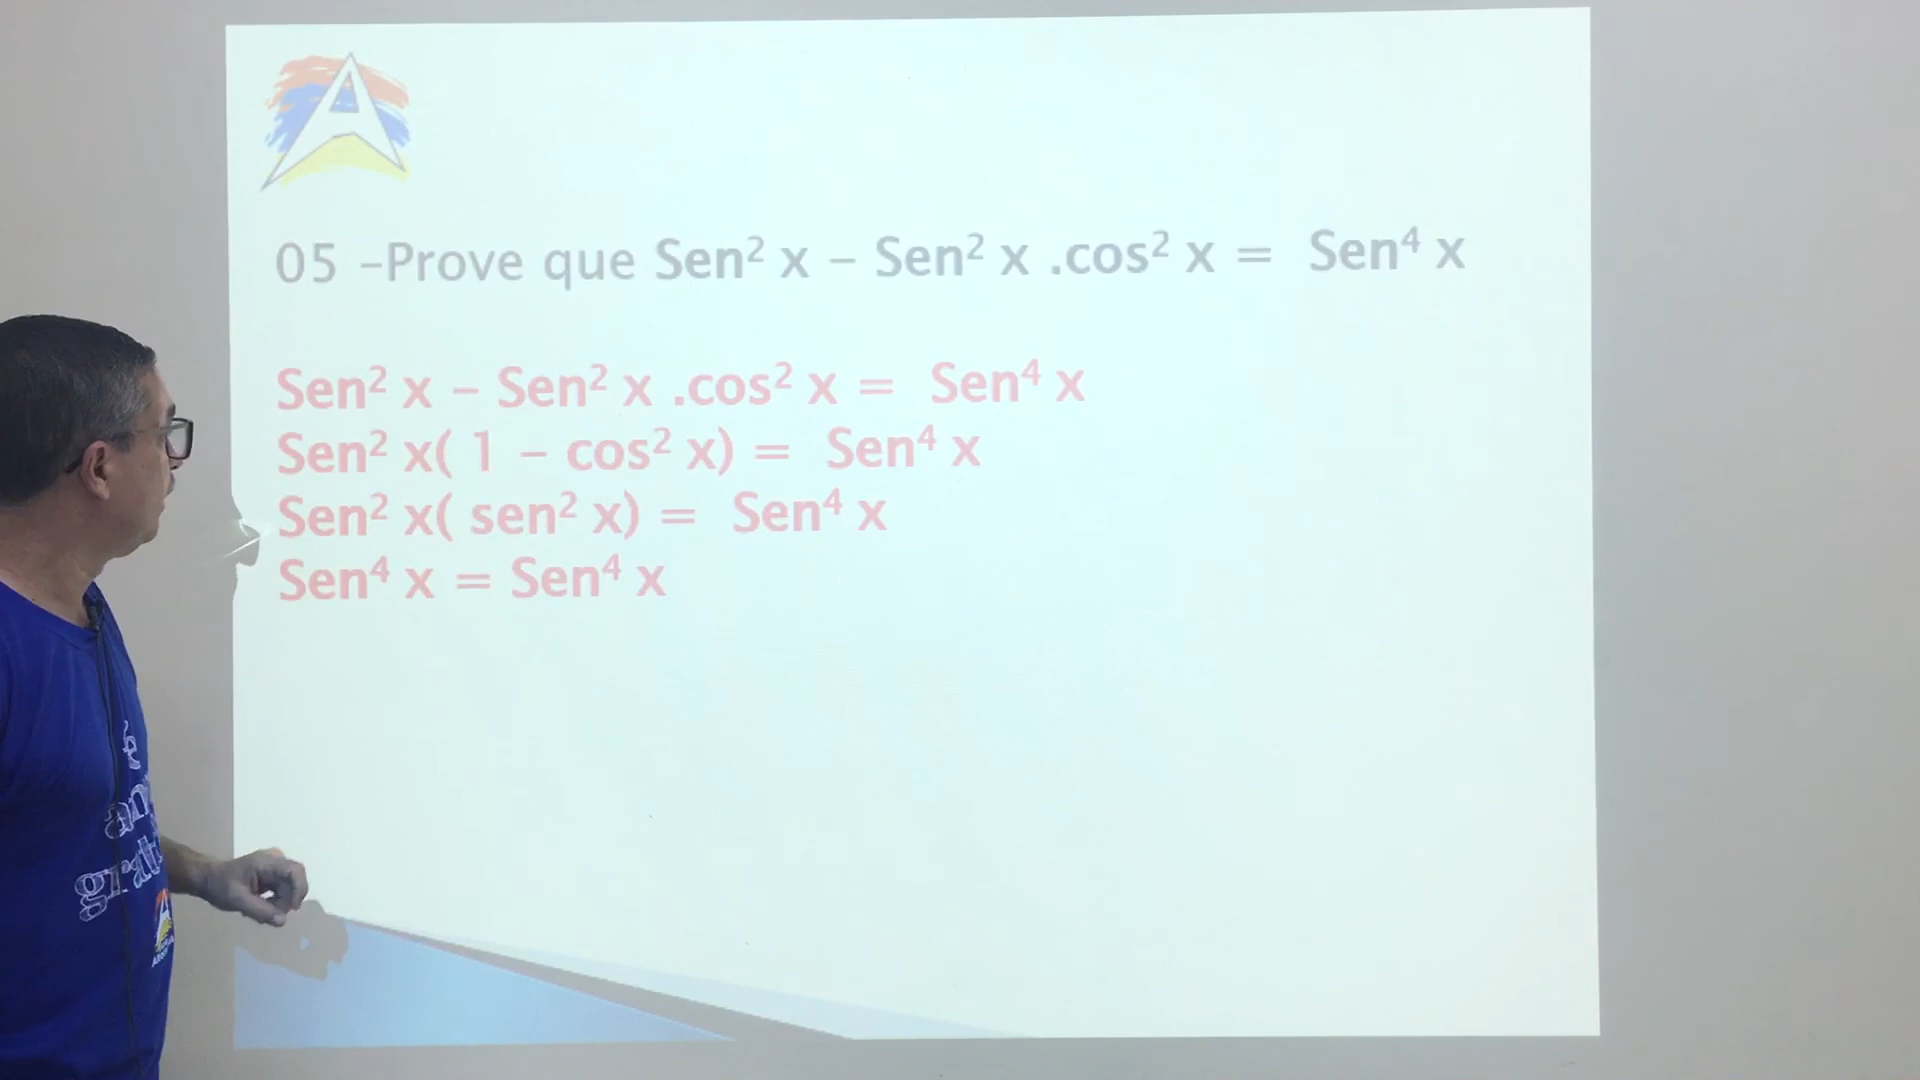 05 -Prove que Sen² x – Sen² x .cos² x = Sen⁴ x
Sen² x – Sen² x .cos² x = Sen⁴ x
Sen² x( 1 – cos² x) = Sen⁴ x
Sen² x( sen² x) = Sen⁴ x
Sen⁴ x = Sen⁴ x
é